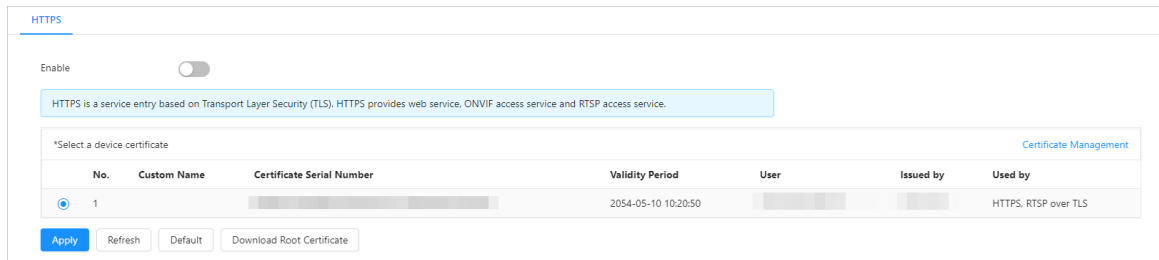 HTTPS
Enable
HTTPS is a service entry based on Transport Layer Security (TLS). HTTPS provides web service, ONVIF access service and RTSP access service.
*Select a device certificate Certificate Management
No. Custom Name Certificate Serial Number Validity Period User Issued by Used by
1 2054-05-10 10:20:50 HTTPS, RTSP over TLS
Apply Refresh Default Download Root Certificate